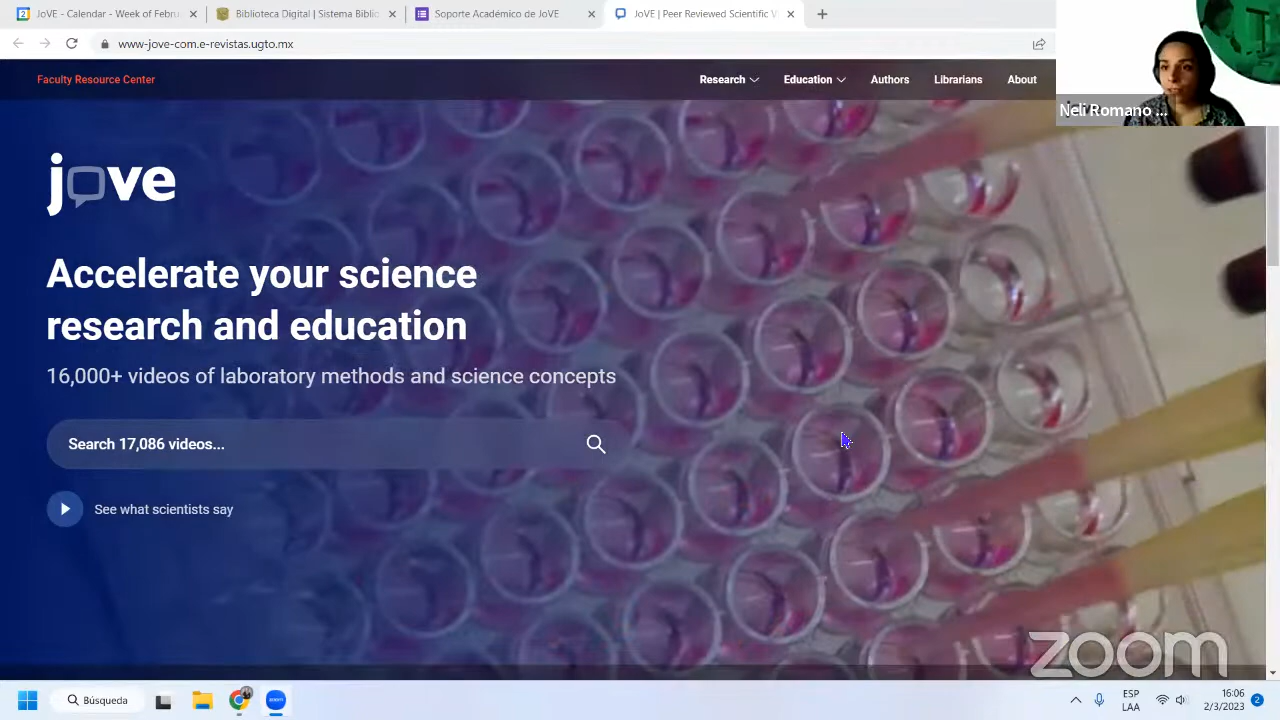 JoVE - Calendar - Week of Febru
Biblioteca Digital | Sistema Biblio
Soporte Académico de JoVE
JoVE | Peer Reviewed Scientific V
www-jove-com.e-revistas.ugto.mx
Faculty Resource Center
Research
Education
Authors
Librarians
About
Neli Romano ...
jove
Accelerate your science
research and education
16,000+ videos of laboratory methods and science concepts
Search 17,086 videos...
See what scientists say
zoom
Búsqueda
zoom
ESP
LAA
16:06
2/3/2023
2